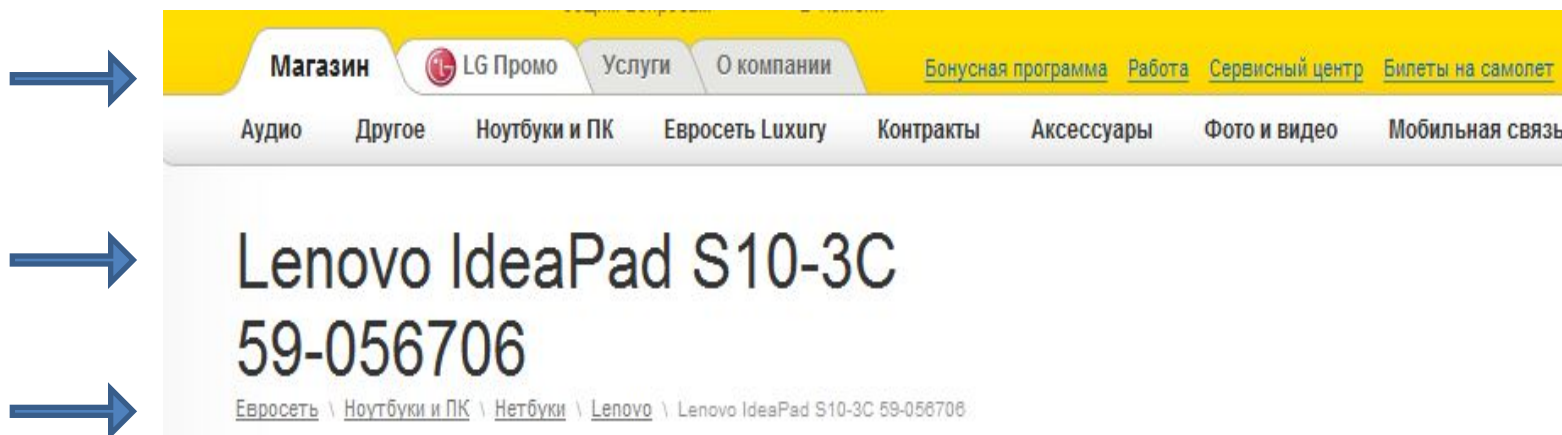 Магазин LG Промо Услуги О компании Бонусная программа Работа Сервисный центр Билеты на самолет
Аудио Другое Ноутбуки и ПК Евросеть Luxury Контракты Аксессуары Фото и видео Мобильная связь
Lenovo IdeaPad S10-3C
59-056706
Евросеть \ Ноутбуки и ПК \ Нетбуки \ Lenovo \ Lenovo IdeaPad S10-3C 59-056706